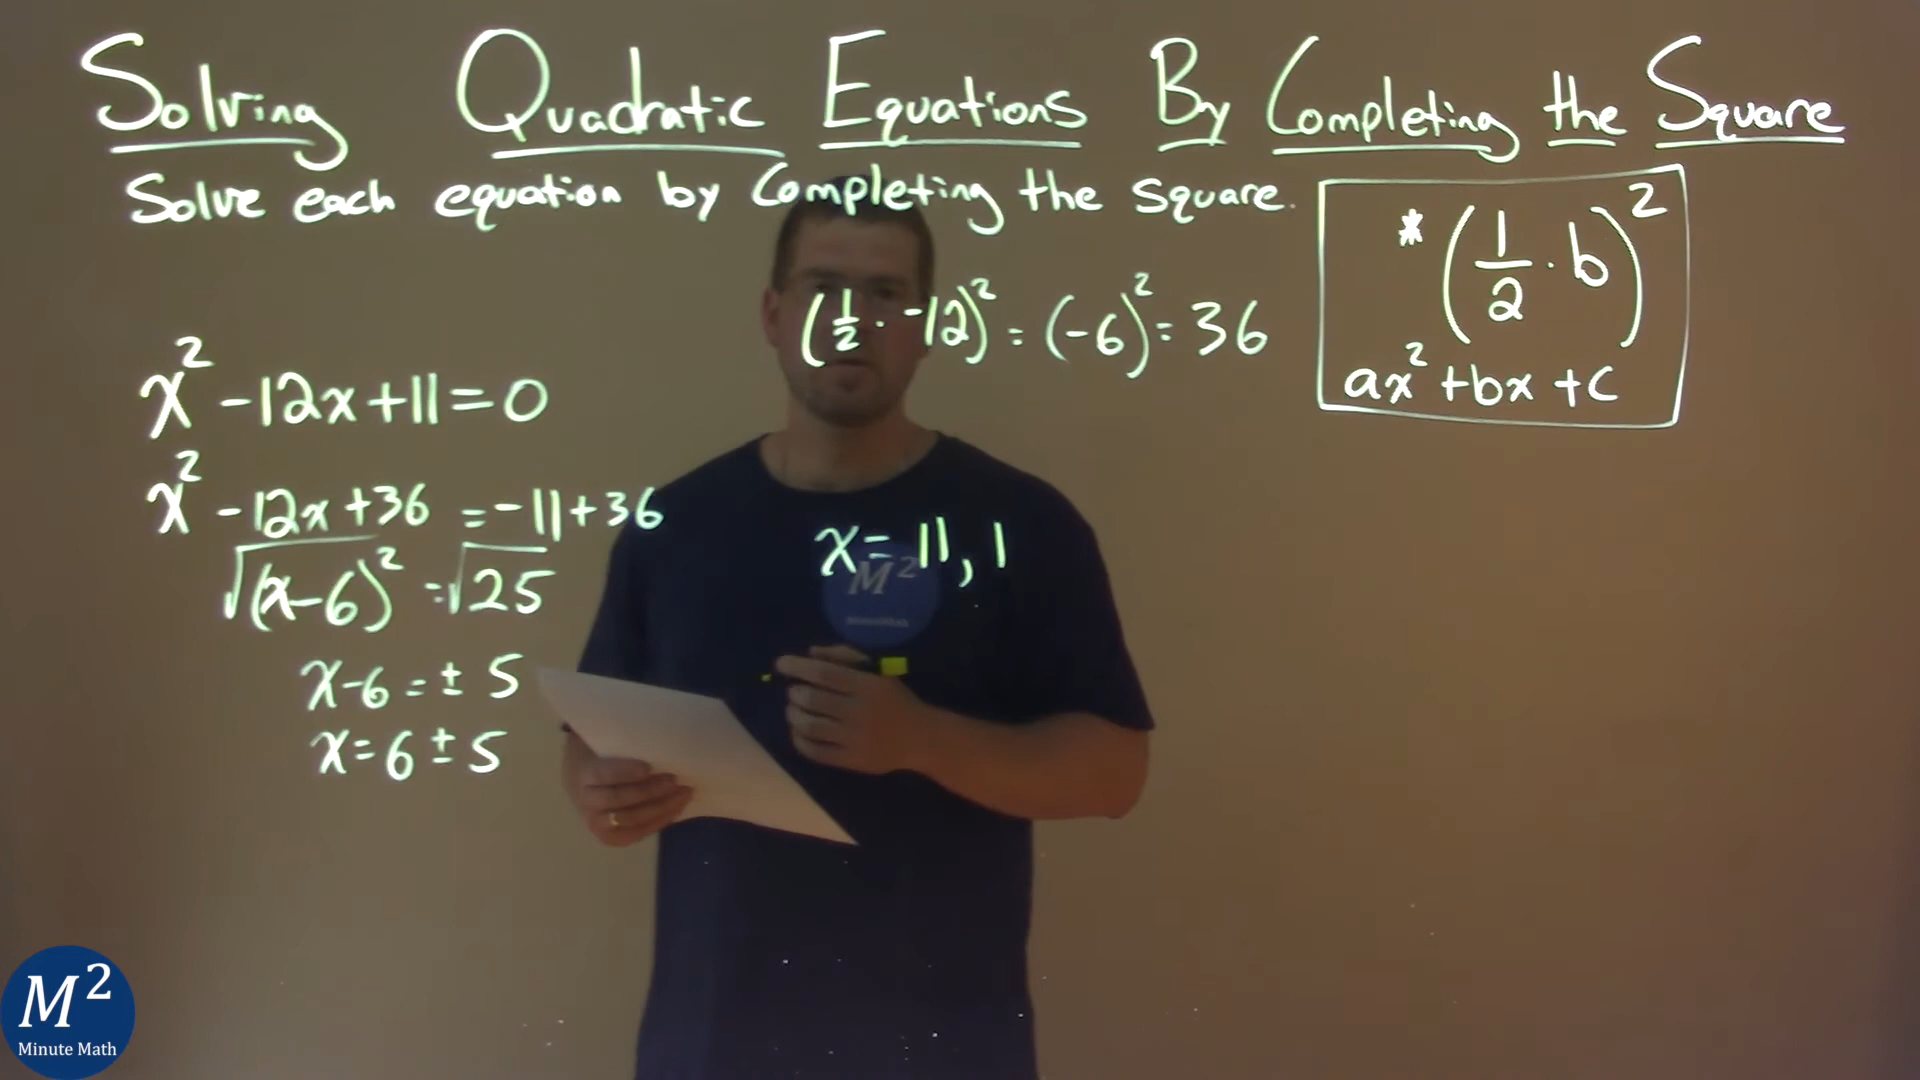 Solving Quadratic Equations By Completing the Square
Solve each equation by Completing the square.
* (1/2 · b)²
ax² + bx + c
(1/2 · -12)² = (-6)² = 36
x² - 12x + 11 = 0
x² - 12x + 36 = -11 + 36
√(x-6)² = √25
x - 6 = ± 5
x = 6 ± 5
x = 11, 1
M²
M²
Minute Math